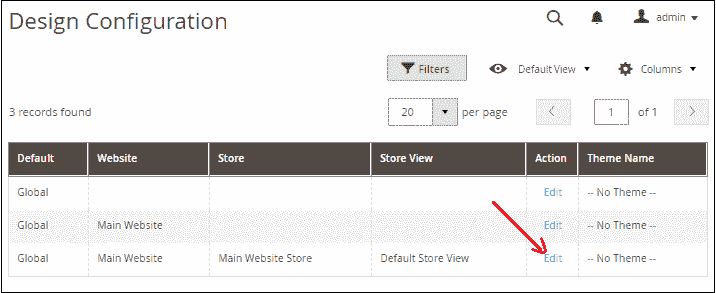 Design Configuration
admin
Filters
Default View
Columns
3 records found
20
per page
1
of 1
Default Website Store Store View Action Theme Name
Global Edit -- No Theme --
Global Main Website Edit -- No Theme --
Global Main Website Main Website Store Default Store View Edit -- No Theme --